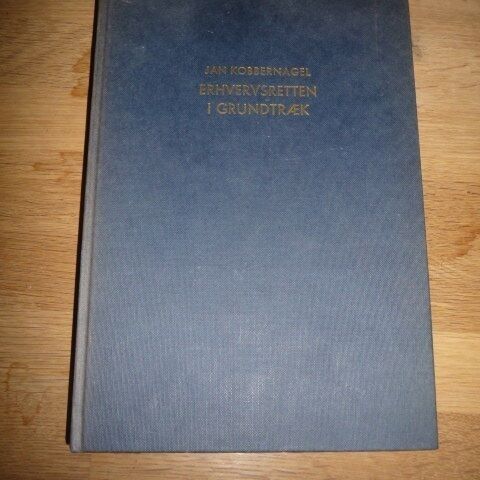 JAN KOBBERNAGEL
ERHVERVSRETTEN
I GRUNDTRÆK